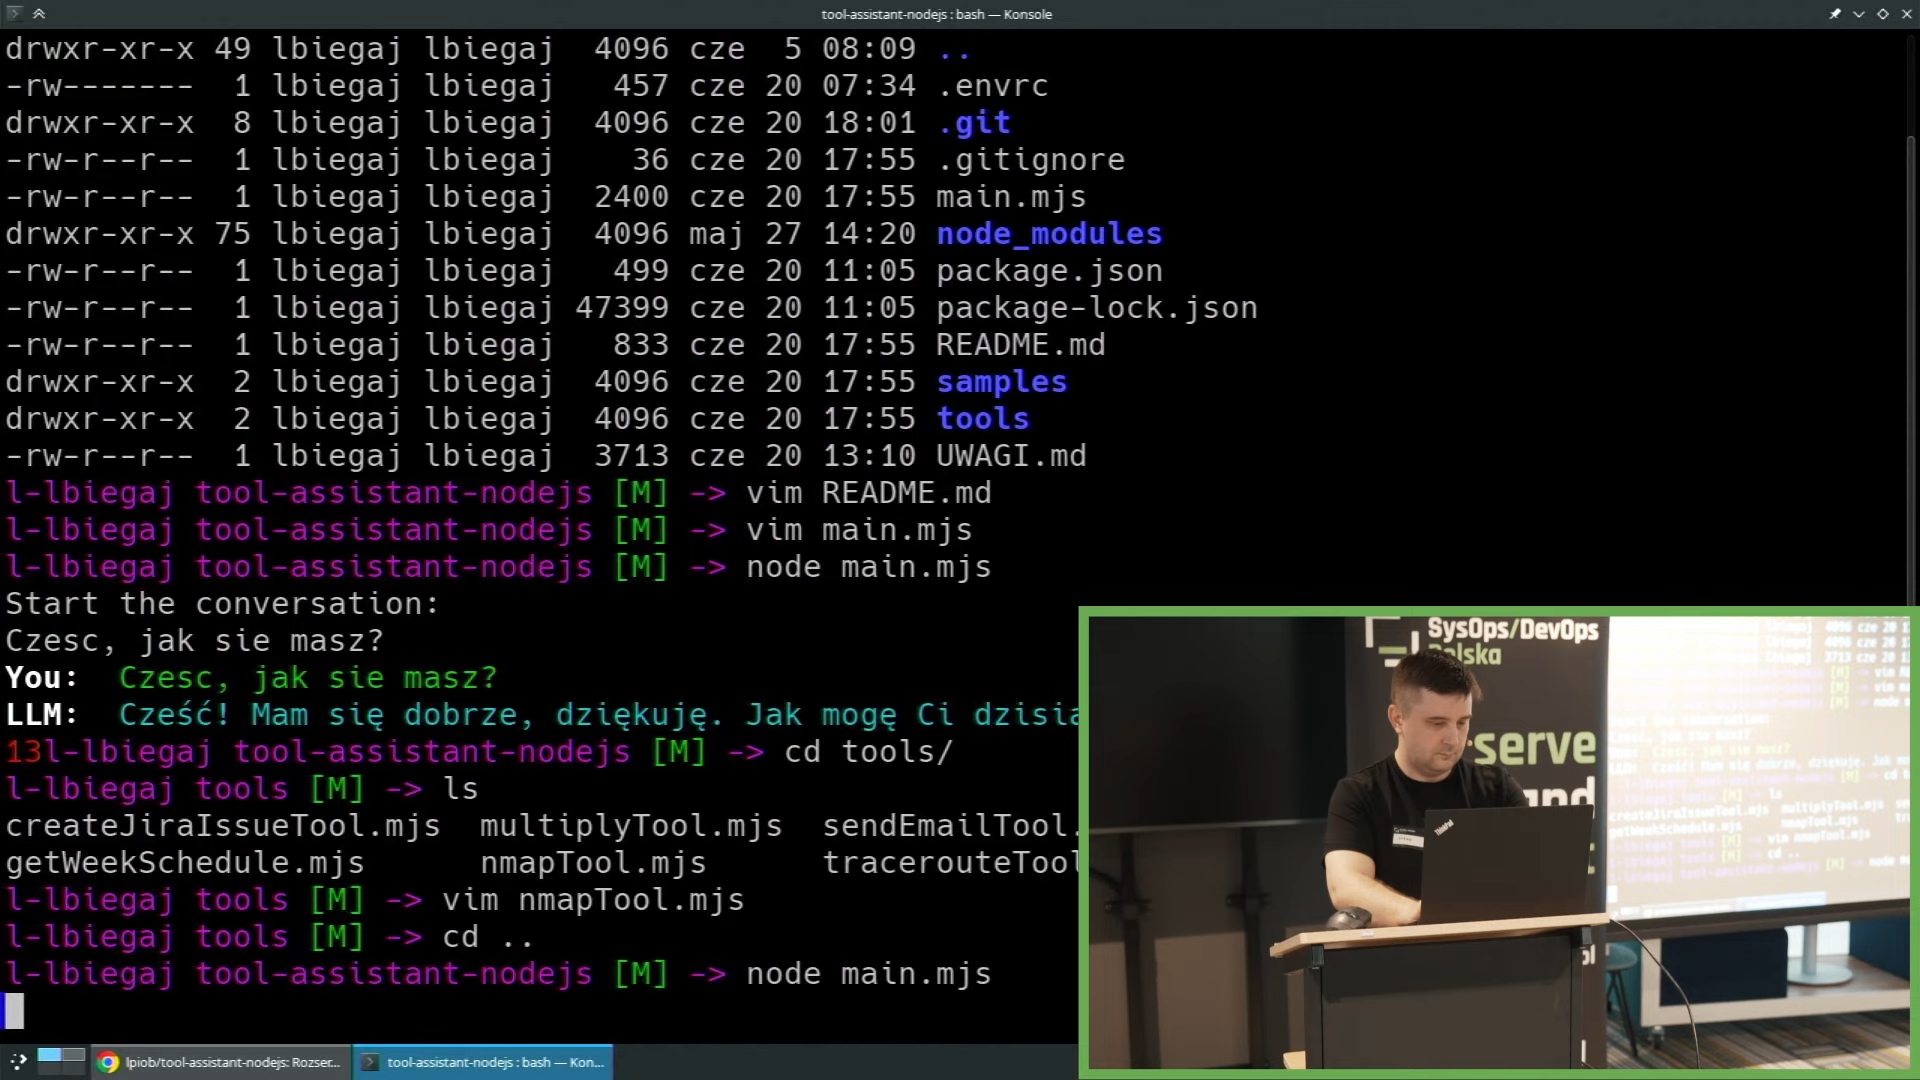 tool-assistant-nodejs : bash — Konsole
drwxr-xr-x 49 lbiegaj lbiegaj 4096 cze 5 08:09 ..
-rw------- 1 lbiegaj lbiegaj 457 cze 20 07:34 .envrc
drwxr-xr-x 8 lbiegaj lbiegaj 4096 cze 20 18:01 .git
-rw-r--r-- 1 lbiegaj lbiegaj 36 cze 20 17:55 .gitignore
-rw-r--r-- 1 lbiegaj lbiegaj 2400 cze 20 17:55 main.mjs
drwxr-xr-x 75 lbiegaj lbiegaj 4096 maj 27 14:20 node_modules
-rw-r--r-- 1 lbiegaj lbiegaj 499 cze 20 11:05 package.json
-rw-r--r-- 1 lbiegaj lbiegaj 47399 cze 20 11:05 package-lock.json
-rw-r--r-- 1 lbiegaj lbiegaj 833 cze 20 17:55 README.md
drwxr-xr-x 2 lbiegaj lbiegaj 4096 cze 20 17:55 samples
drwxr-xr-x 2 lbiegaj lbiegaj 4096 cze 20 17:55 tools
-rw-r--r-- 1 lbiegaj lbiegaj 3713 cze 20 13:10 UWAGI.md
l-lbiegaj tool-assistant-nodejs [M] -> vim README.md
l-lbiegaj tool-assistant-nodejs [M] -> vim main.mjs
l-lbiegaj tool-assistant-nodejs [M] -> node main.mjs
Start the conversation:
Czesc, jak sie masz?
You: Czesc, jak sie masz?
LLM: Cześć! Mam się dobrze, dziękuję. Jak mogę Ci dzisia
13l-lbiegaj tool-assistant-nodejs [M] -> cd tools/
l-lbiegaj tools [M] -> ls
createJiraIssueTool.mjs multiplyTool.mjs sendEmailTool.
getWeekSchedule.mjs nmapTool.mjs tracerouteTool
l-lbiegaj tools [M] -> vim nmapTool.mjs
l-lbiegaj tools [M] -> cd ..
l-lbiegaj tool-assistant-nodejs [M] -> node main.mjs
SysOps/DevOps
Polska
serve
and
ThinkPad
lpiob/tool-assistant-nodejs: Rozser...
tool-assistant-nodejs : bash — Kon...